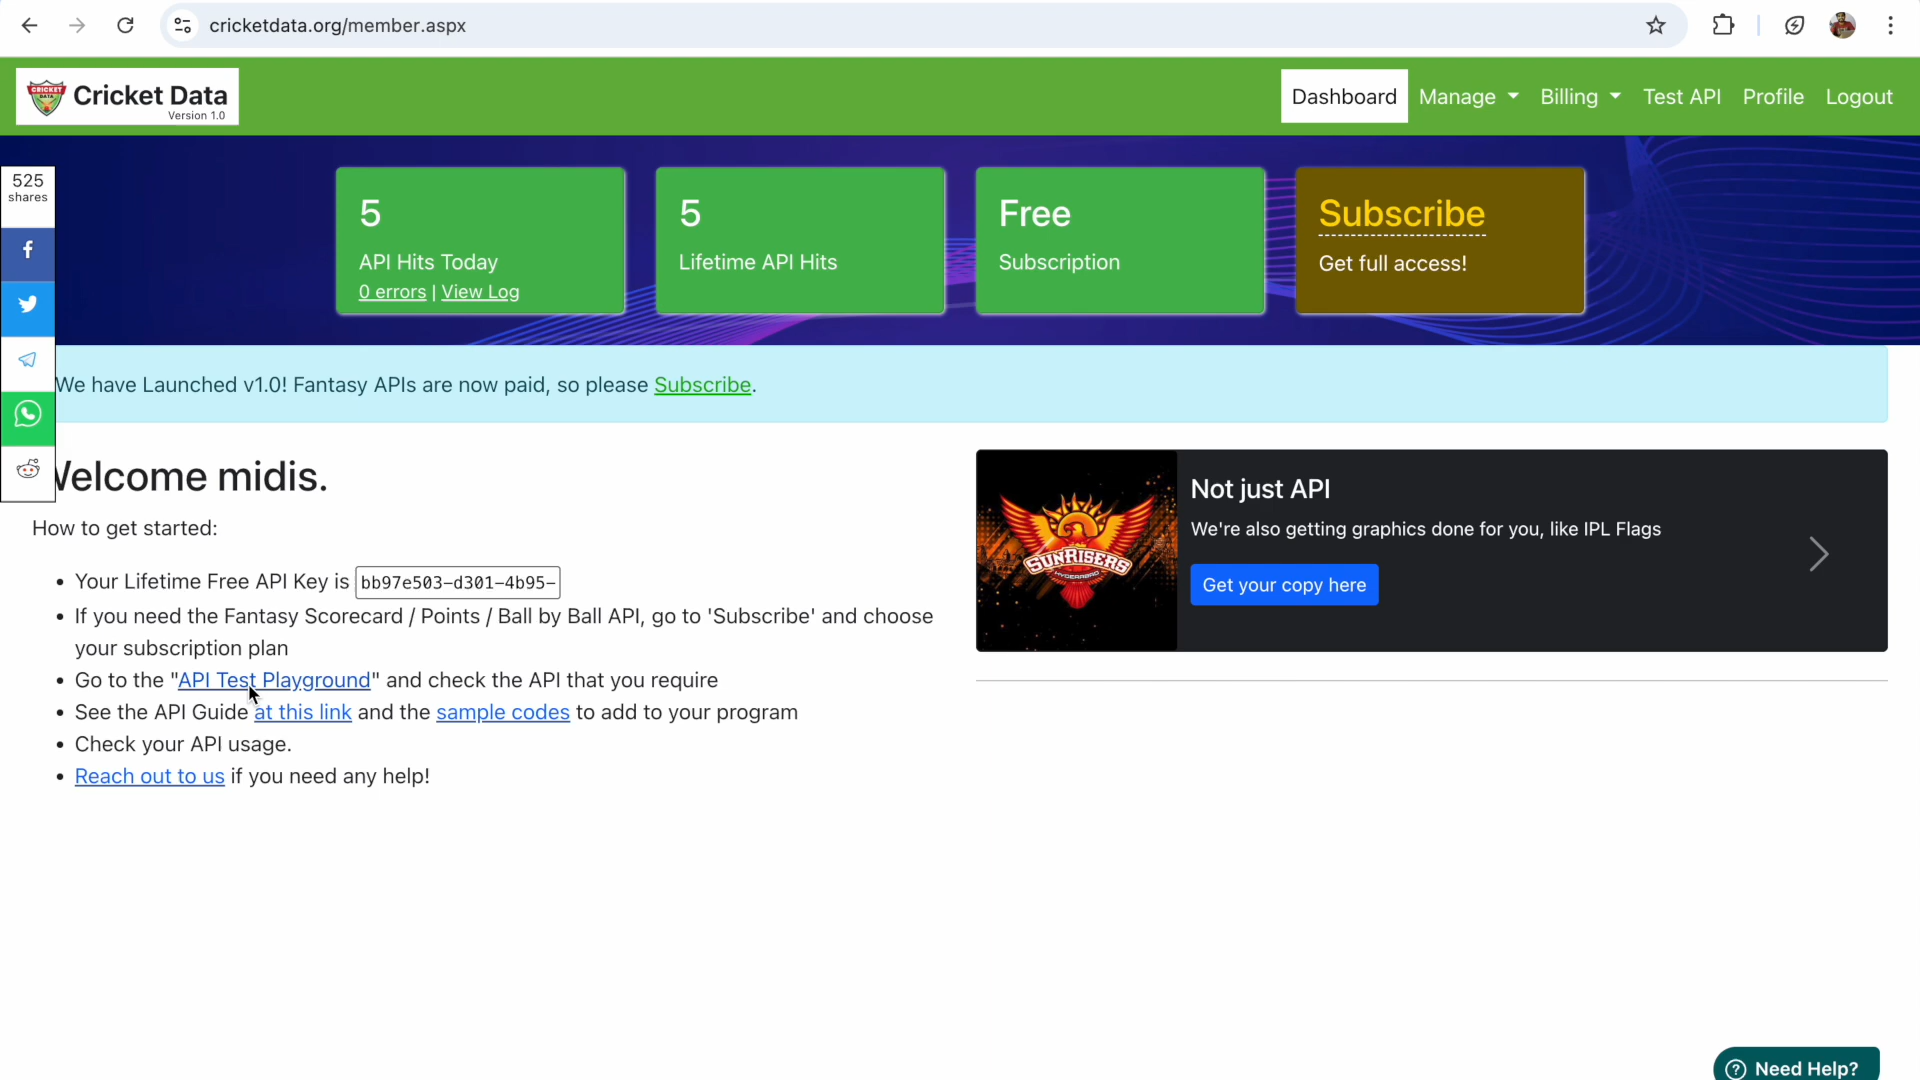 cricketdata.org/member.aspx
CRICKET
DATA
Cricket Data
Version 1.0
Dashboard
Manage
Billing
Test API
Profile
Logout
525
shares
5
API Hits Today
0 errors | View Log
5
Lifetime API Hits
Free
Subscription
Subscribe
Get full access!
We have Launched v1.0! Fantasy APIs are now paid, so please Subscribe.
Welcome midis.
How to get started:
• Your Lifetime Free API Key is bb97e503-d301-4b95-
• If you need the Fantasy Scorecard / Points / Ball by Ball API, go to 'Subscribe' and choose
your subscription plan
• Go to the "API Test Playground" and check the API that you require
• See the API Guide at this link and the sample codes to add to your program
• Check your API usage.
• Reach out to us if you need any help!
SUNRISERS
HYDERABAD
Not just API
We're also getting graphics done for you, like IPL Flags
Get your copy here
Need Help?